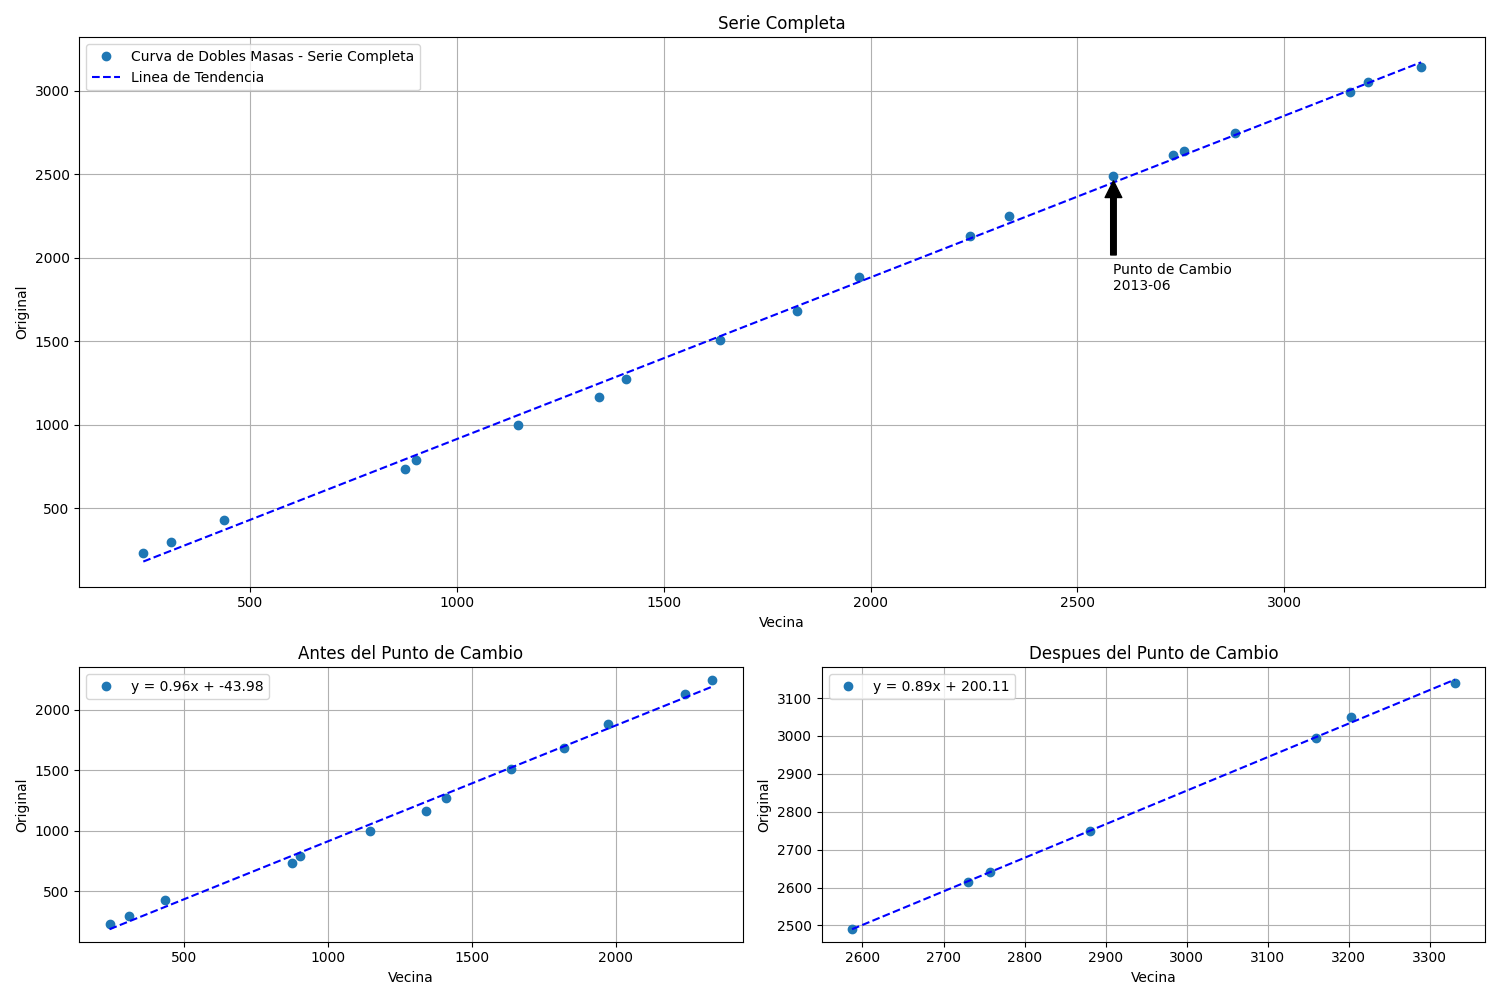 Serie Completa
Curva de Dobles Masas - Serie Completa
Linea de Tendencia
3000
2500
2000
1500
1000
500
Original
Punto de Cambio
2013-06
500 1000 1500 2000 2500 3000
Vecina
Antes del Punto de Cambio
y = 0.96x + -43.98
2000
1500
1000
500
Original
500 1000 1500 2000
Vecina
Despues del Punto de Cambio
y = 0.89x + 200.11
3100
3000
2900
2800
2700
2600
2500
Original
2600 2700 2800 2900 3000 3100 3200 3300
Vecina